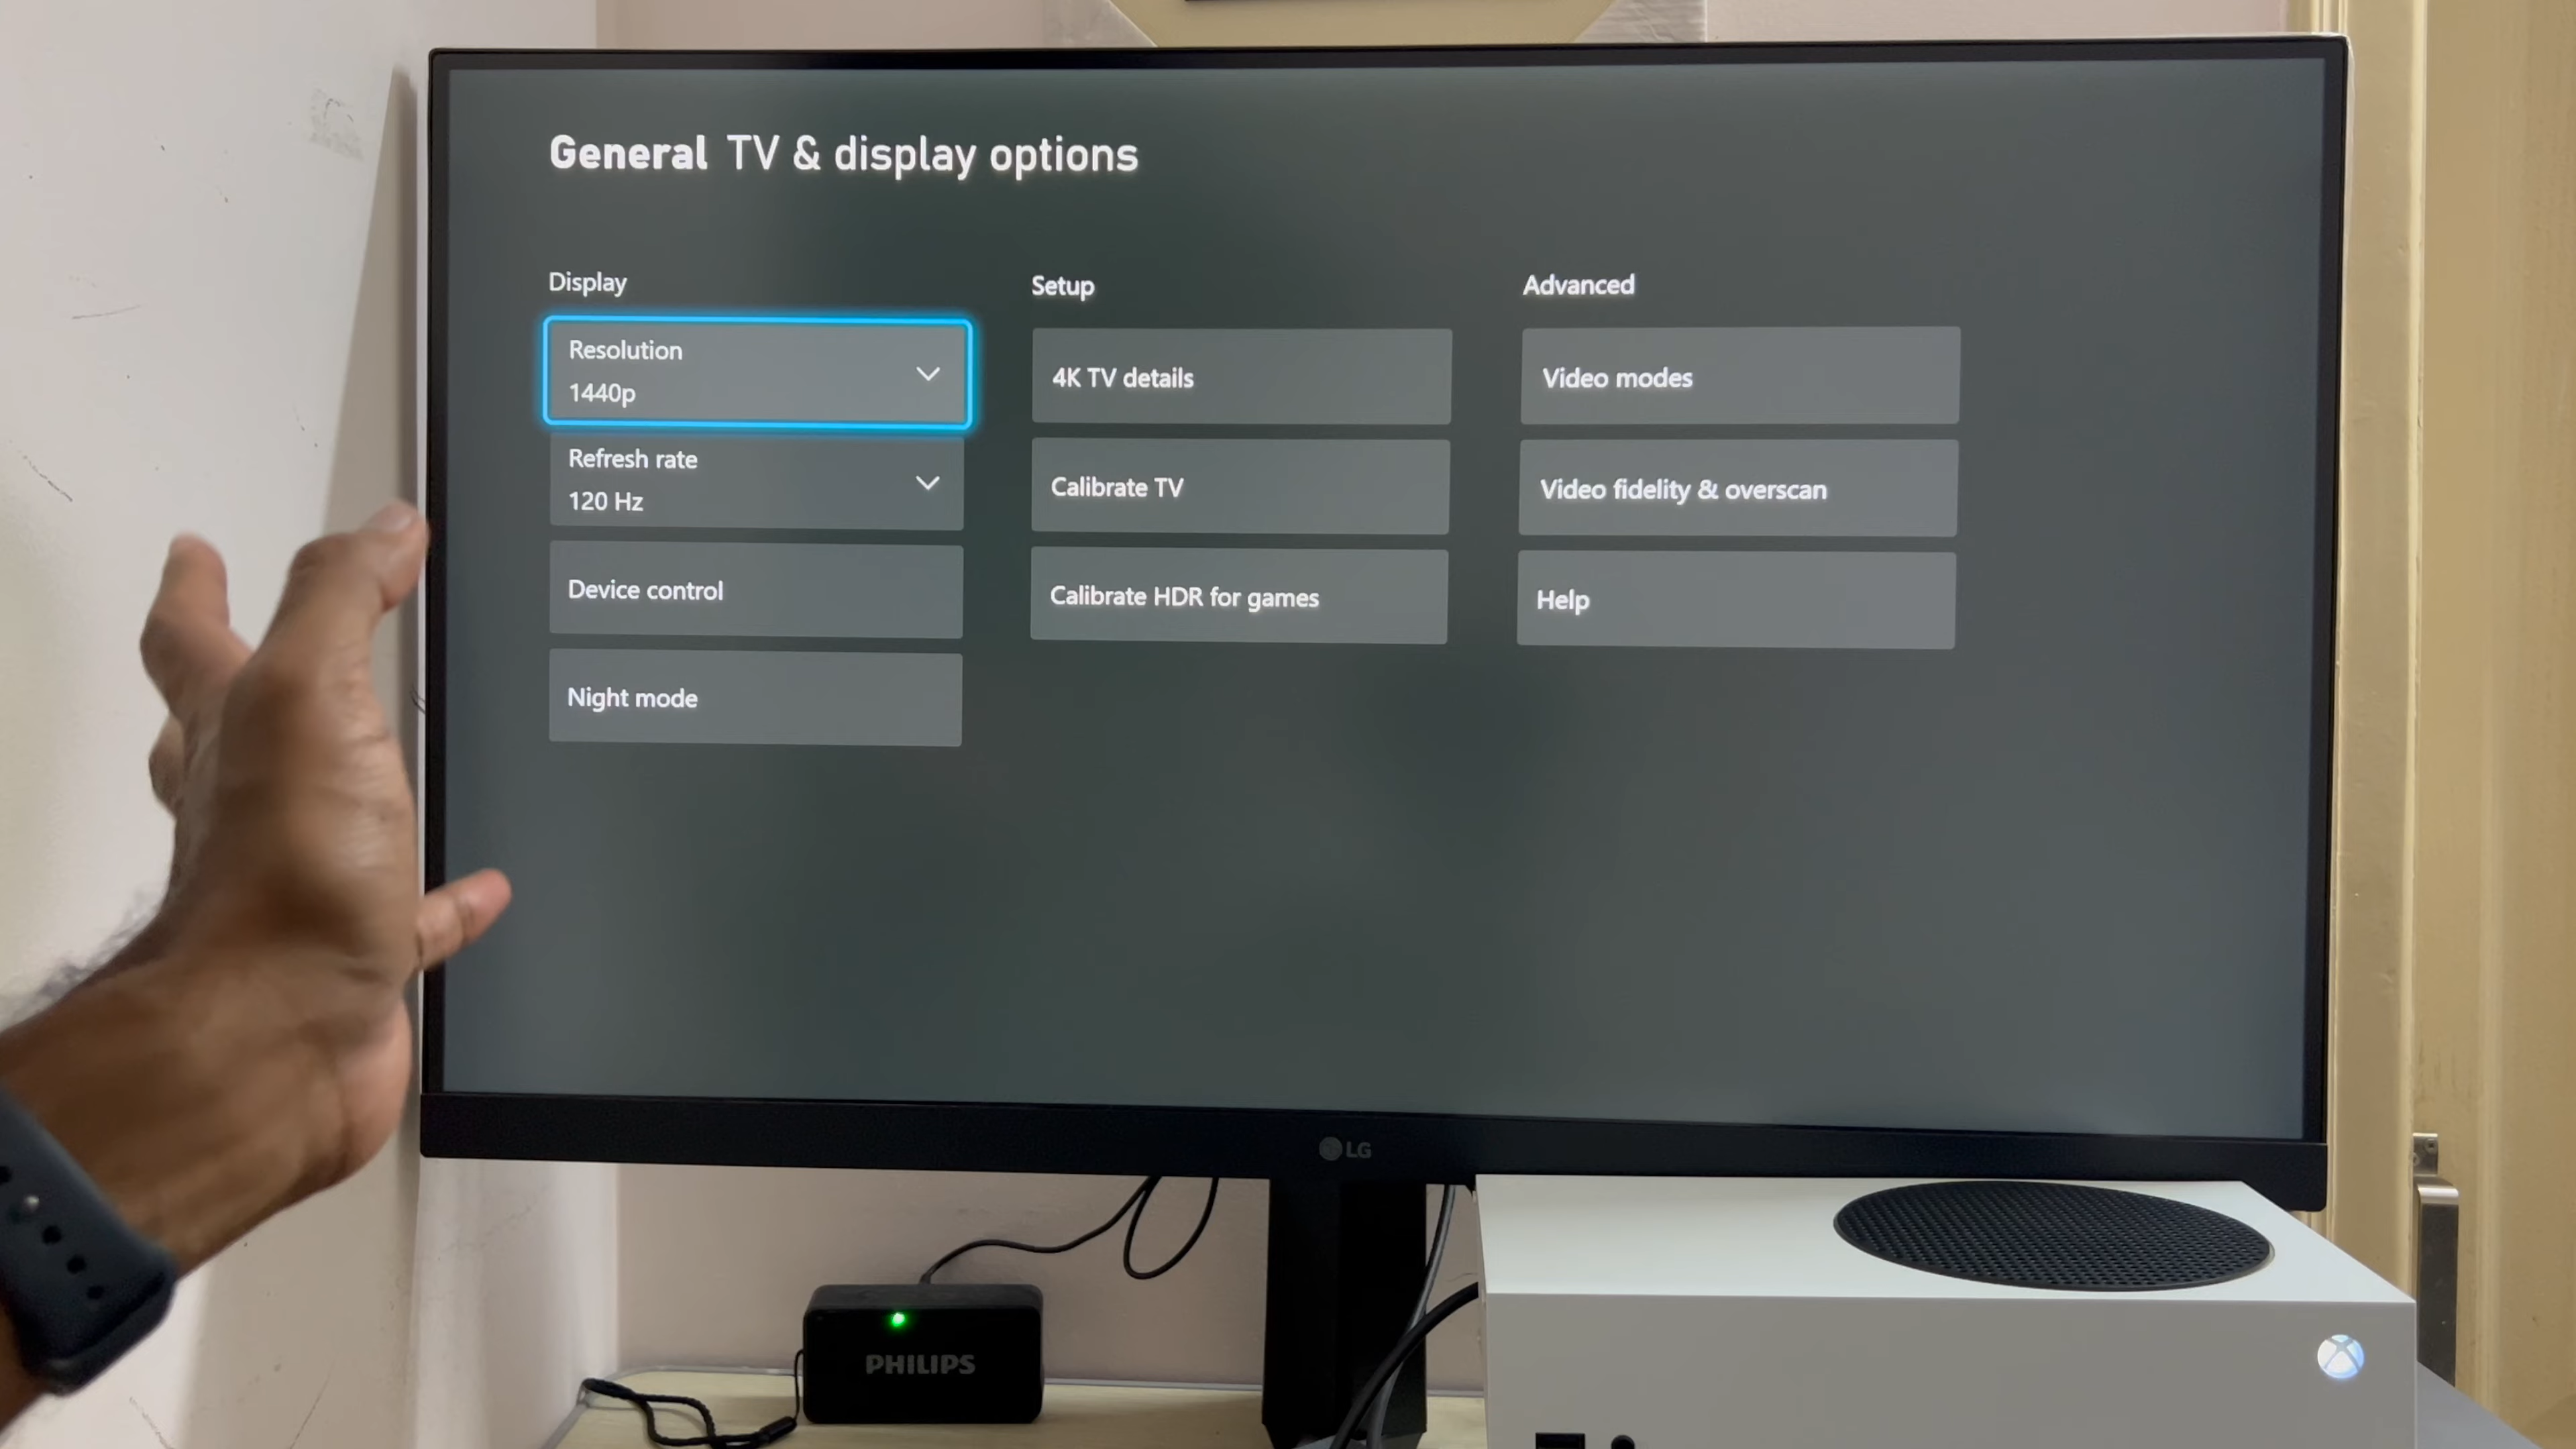 General TV & display options
Display
Resolution
1440p
Refresh rate
120 Hz
Device control
Night mode
Setup
4K TV details
Calibrate TV
Calibrate HDR for games
Advanced
Video modes
Video fidelity & overscan
Help
LG
PHILIPS